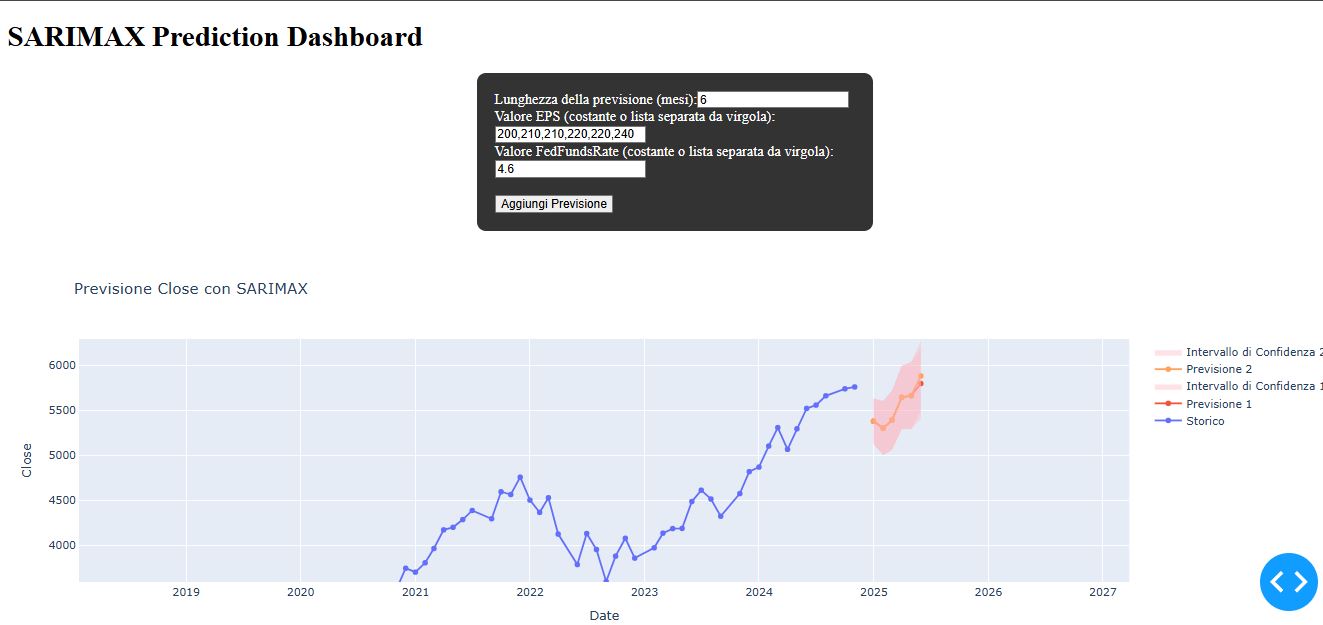 SARIMAX Prediction Dashboard
Lunghezza della previsione (mesi): 6
Valore EPS (costante o lista separata da virgola):
200,210,210,220,220,240
Valore FedFundsRate (costante o lista separata da virgola):
4.6
Aggiungi Previsione
Previsione Close con SARIMAX
6000
5500
5000
4500
4000
Close
2019
2020
2021
2022
2023
2024
2025
2026
2027
Date
Intervallo di Confidenza 2
Previsione 2
Intervallo di Confidenza 1
Previsione 1
Storico